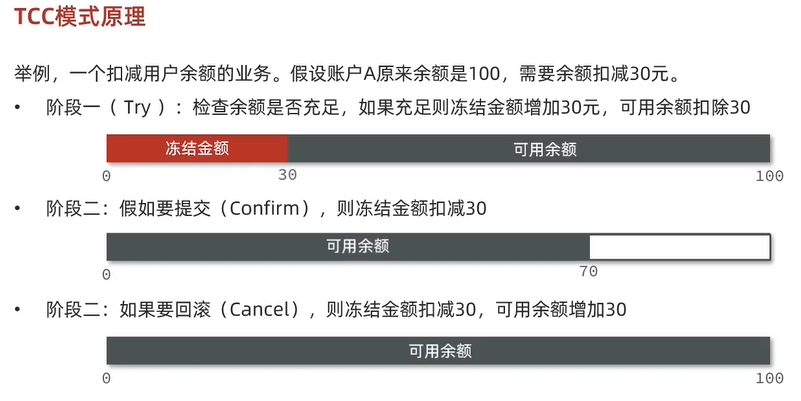 TCC模式原理
举例，一个扣减用户余额的业务。假设账户A原来余额是100，需要余额扣减30元。
• 阶段一（ Try ）：检查余额是否充足，如果充足则冻结金额增加30元，可用余额扣除30
冻结金额 可用余额
0 30 100
• 阶段二：假如要提交（Confirm），则冻结金额扣减30
可用余额
0 70
• 阶段二：如果要回滚（Cancel），则冻结金额扣减30，可用余额增加30
可用余额
0 100